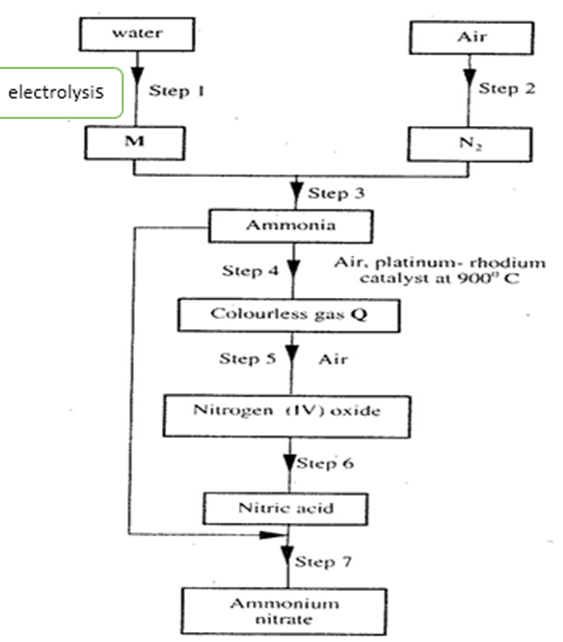 water
Air
electrolysis
Step 1
Step 2
M
N₂
Step 3
Ammonia
Step 4
Air, platinum- rhodium
catalyst at 900⁰ C
Colourless gas Q
Step 5
Air
Nitrogen (IV) oxide
Step 6
Nitric acid
Step 7
Ammonium
nitrate